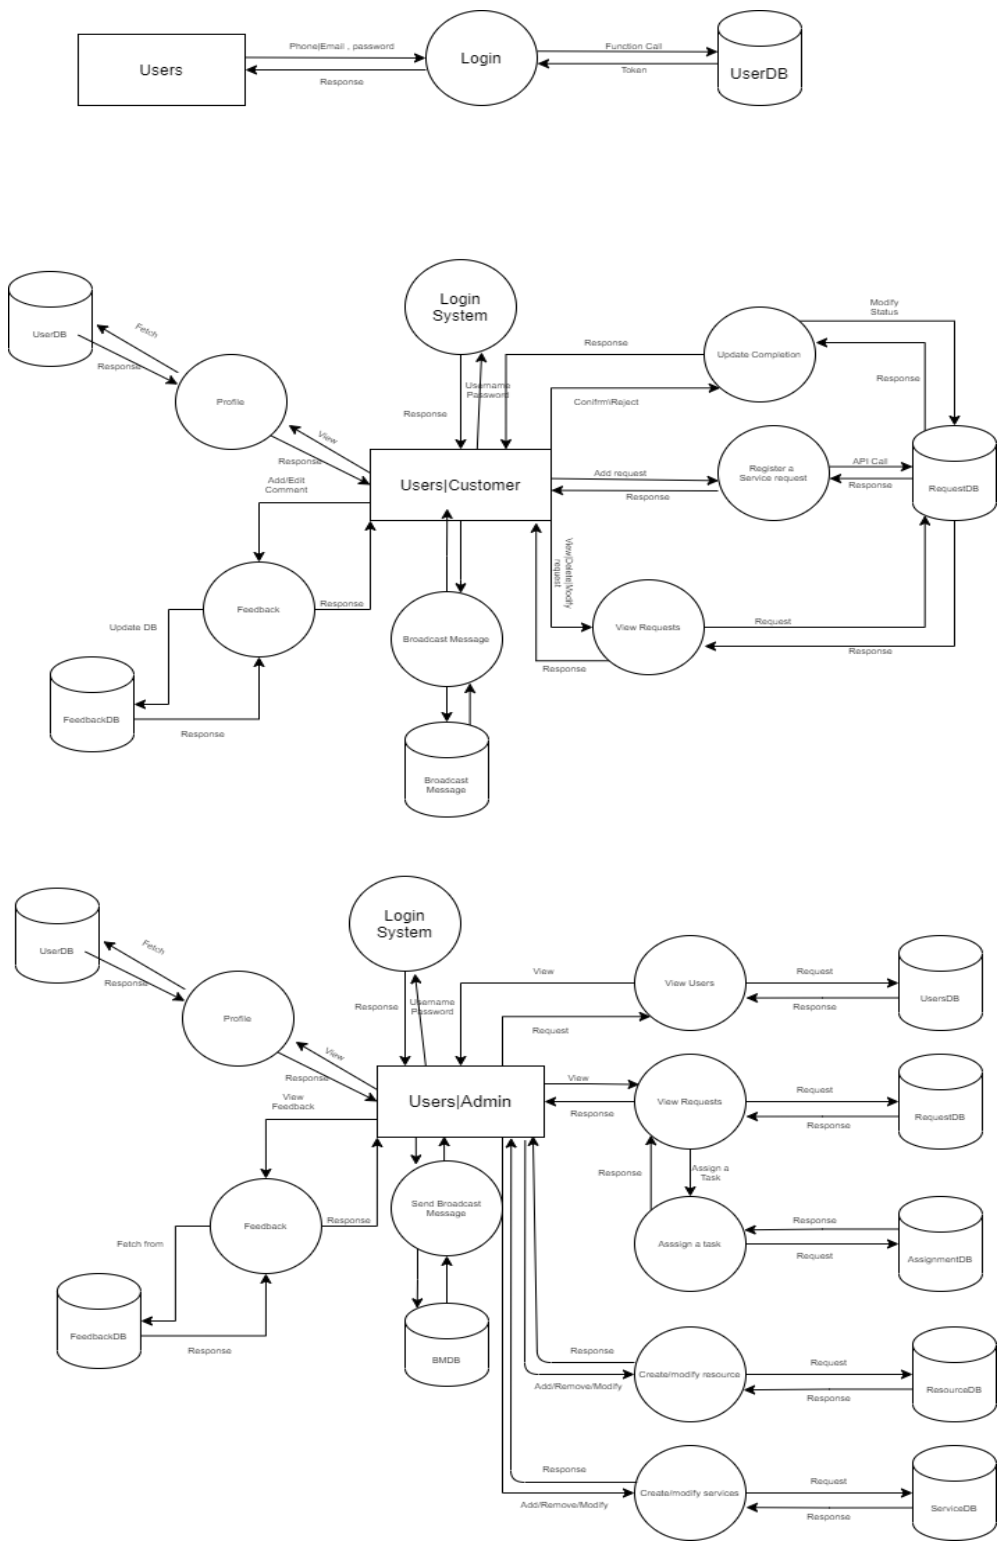 Users
Phone|Email , password
Response
Login
Function Call
Token
UserDB
UserDB
Fetch
Response
Profile
View
Response
Login
System
Response
Username
Password
Users|Customer
Response
Confirm\Reject
Update Completion
Modify
Status
Response
Add request
Response
Register a
Service request
API Call
Response
RequestDB
Add/Edit
Comment
Feedback
Response
Update DB
FeedbackDB
Response
Broadcast Message
Broadcast
Message
View|Delete|Modify
request
Response
View Requests
Request
Response
UserDB
Fetch
Response
Profile
View
Response
Login
System
Response
Username
Password
Users|Admin
View
Request
View Users
Request
Response
UsersDB
View
Response
View Requests
Request
Response
RequestDB
Response
Assign a
Task
Asssign a task
Response
Request
AssignmentDB
View
Feedback
Feedback
Response
Fetch from
FeedbackDB
Response
Send Broadcast
Message
BMDB
Response
Add/Remove/Modify
Create/modify resource
Request
Response
ResourceDB
Response
Add/Remove/Modify
Create/modify services
Request
Response
ServiceDB